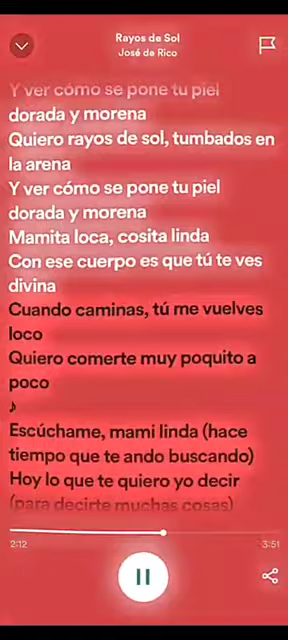 Rayos de Sol
José de Rico
Y ver cómo se pone tu piel
dorada y morena
Quiero rayos de sol, tumbados en
la arena
Y ver cómo se pone tu piel
dorada y morena
Mamita loca, cosita linda
Con ese cuerpo es que tú te ves
divina
Cuando caminas, tú me vuelves
loco
Quiero comerte muy poquito a
poco
♪
Escúchame, mami linda (hace
tiempo que te ando buscando)
Hoy lo que te quiero yo decir
(para decirte muchas cosas)
2:12
3:51